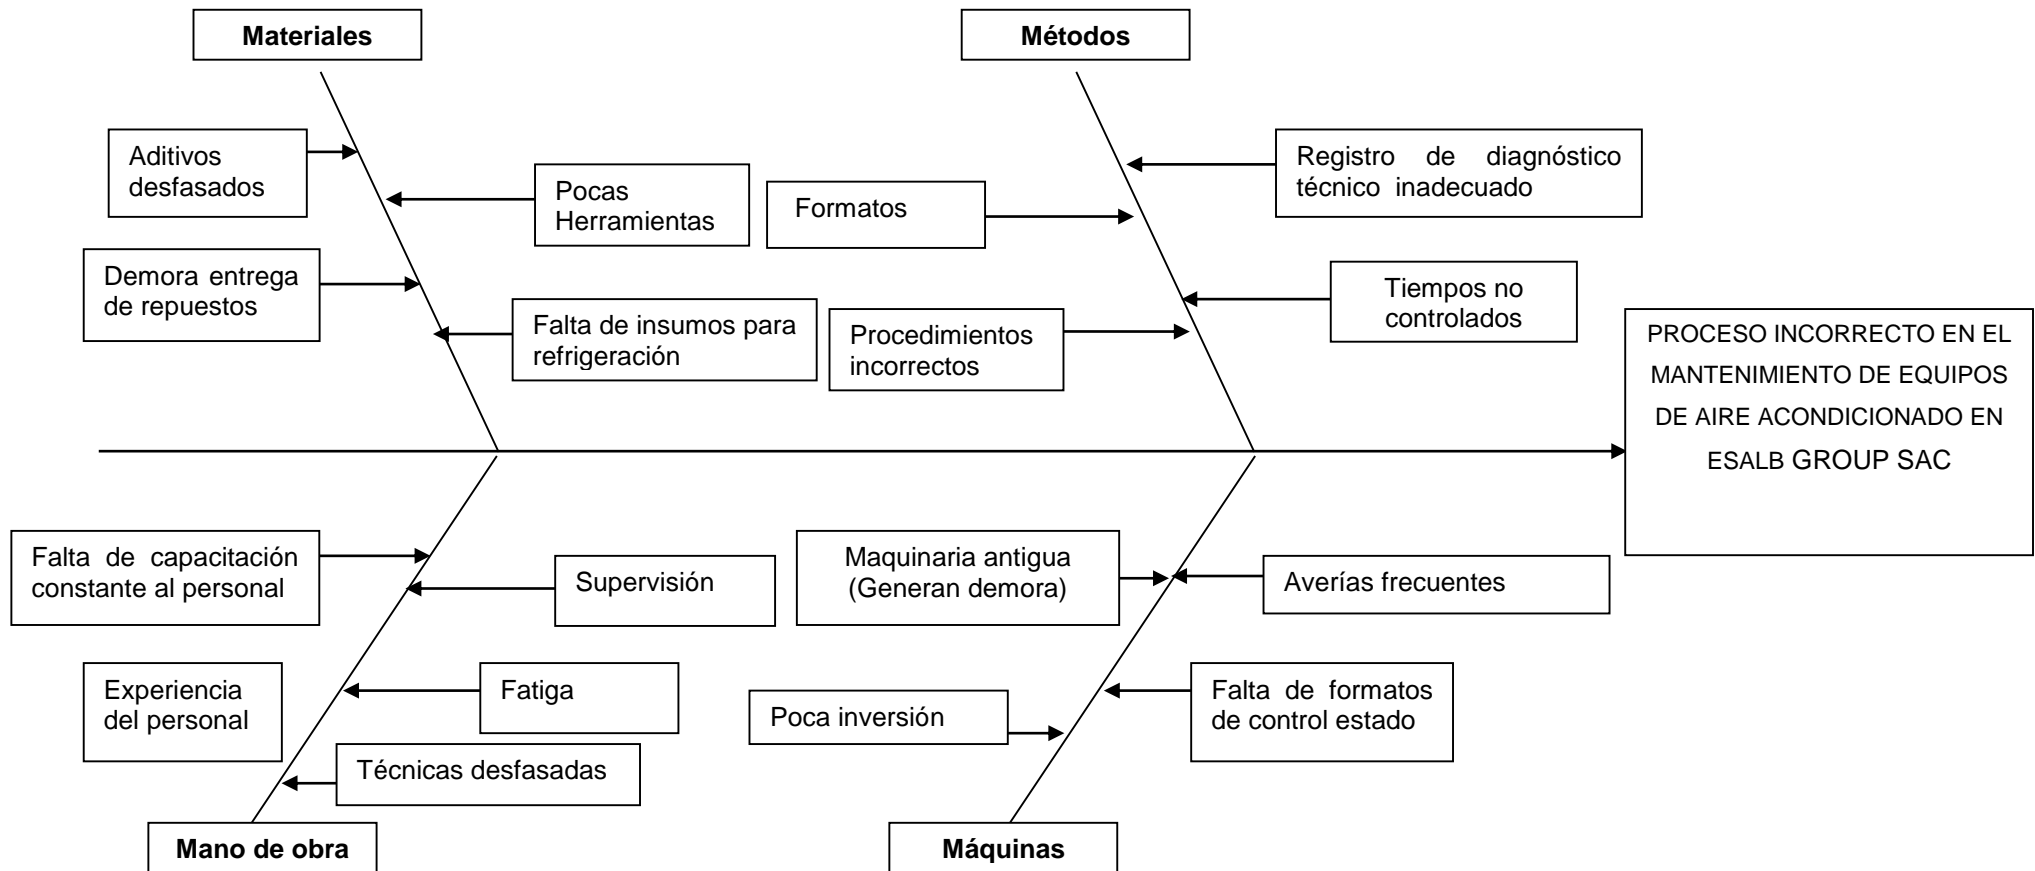 Materiales
Métodos
Aditivos
desfasados
Pocas
Herramientas
Formatos
Registro de diagnóstico
técnico inadecuado
Demora entrega
de repuestos
Falta de insumos para
refrigeración
Procedimientos
incorrectos
Tiempos no
controlados
PROCESO INCORRECTO EN EL
MANTENIMIENTO DE EQUIPOS
DE AIRE ACONDICIONADO EN
ESALB GROUP SAC
Falta de capacitación
constante al personal
Supervisión
Maquinaria antigua
(Generan demora)
Averías frecuentes
Experiencia
del personal
Fatiga
Poca inversión
Falta de formatos
de control estado
Técnicas desfasadas
Mano de obra
Máquinas